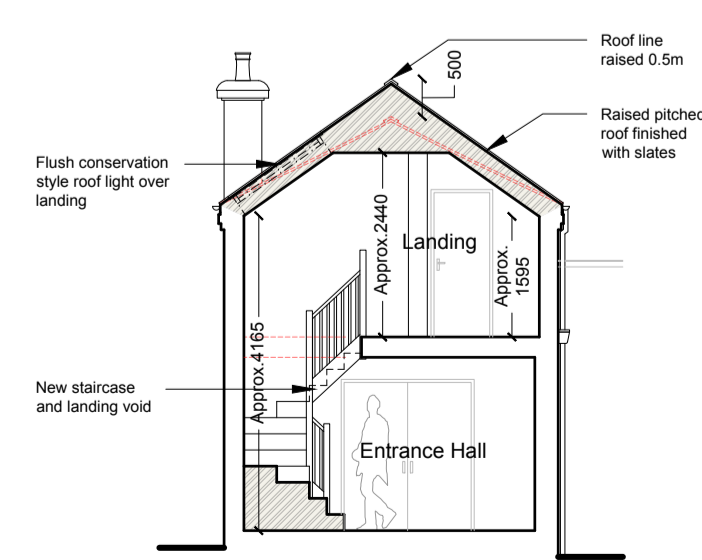 Roof line
raised 0.5m
500
Raised pitched
roof finished
with slates
Flush conservation
style roof light over
landing
Approx.2440
Landing
Approx.
1595
Approx.4165
New staircase
and landing void
Entrance Hall